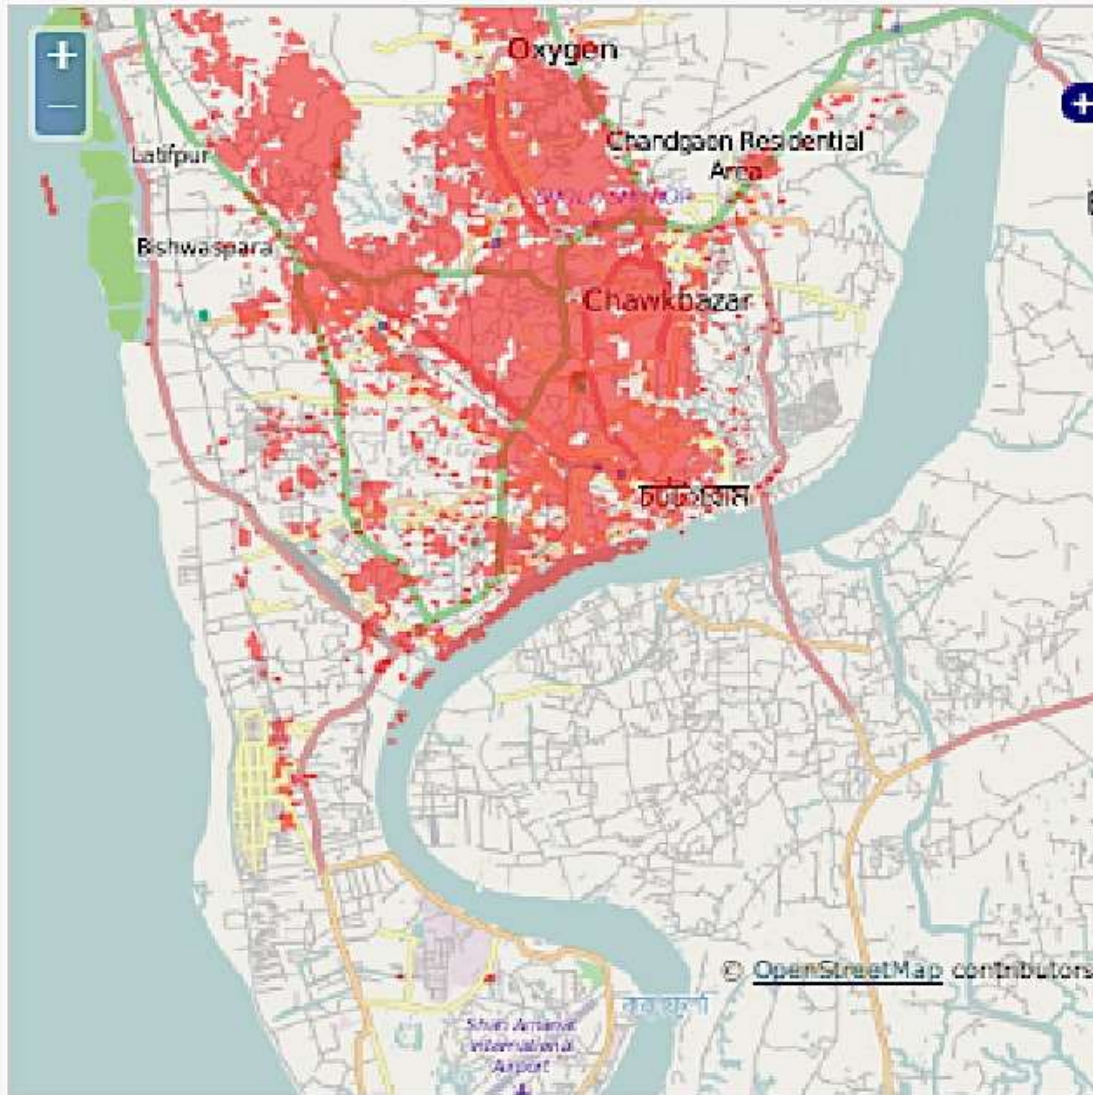 +
Oxygen
–
+
Chandgaon Residential
Area
Latifpur
Bishwaspara
Chawkbazar
চট্টগ্রাম
© OpenStreetMap contributors
Shah Amanat
International
Airport